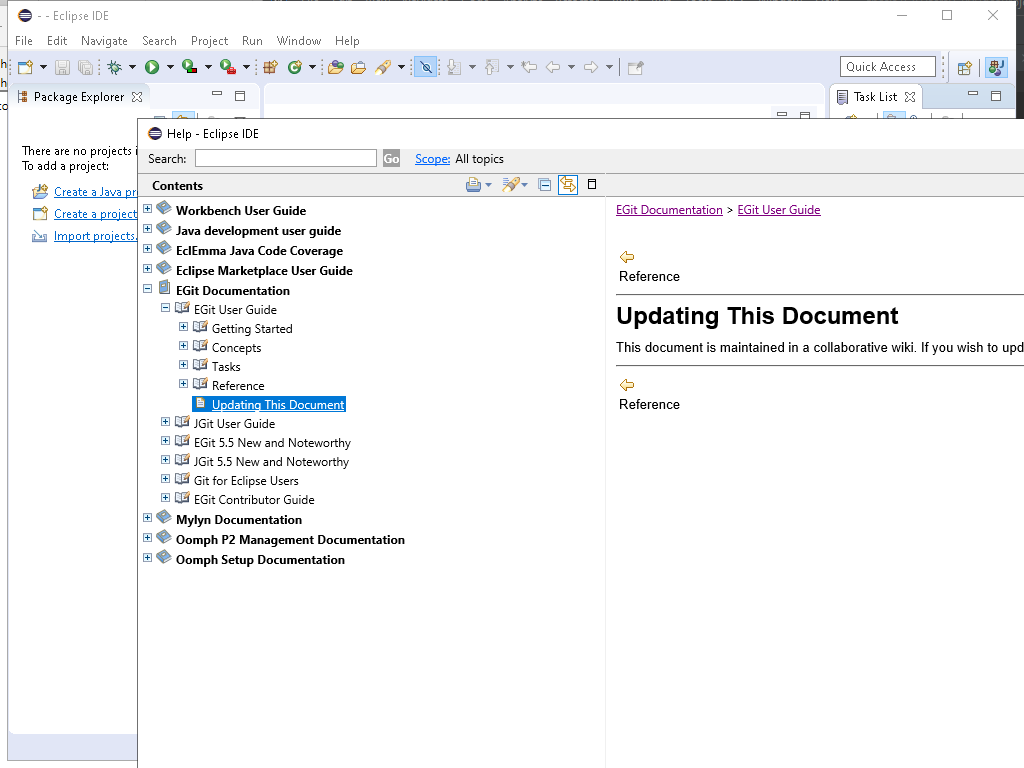 - - Eclipse IDE
File Edit Navigate Search Project Run Window Help
Quick Access
Package Explorer
Task List
There are no projects i
To add a project:
Create a Java pr
Create a project
Import projects.
Help - Eclipse IDE
Search: Go Scope: All topics
Contents
Workbench User Guide
Java development user guide
EclEmma Java Code Coverage
Eclipse Marketplace User Guide
EGit Documentation
EGit User Guide
Getting Started
Concepts
Tasks
Reference
Updating This Document
JGit User Guide
EGit 5.5 New and Noteworthy
JGit 5.5 New and Noteworthy
Git for Eclipse Users
EGit Contributor Guide
Mylyn Documentation
Oomph P2 Management Documentation
Oomph Setup Documentation
EGit Documentation > EGit User Guide
Reference
Updating This Document
This document is maintained in a collaborative wiki. If you wish to upd
Reference